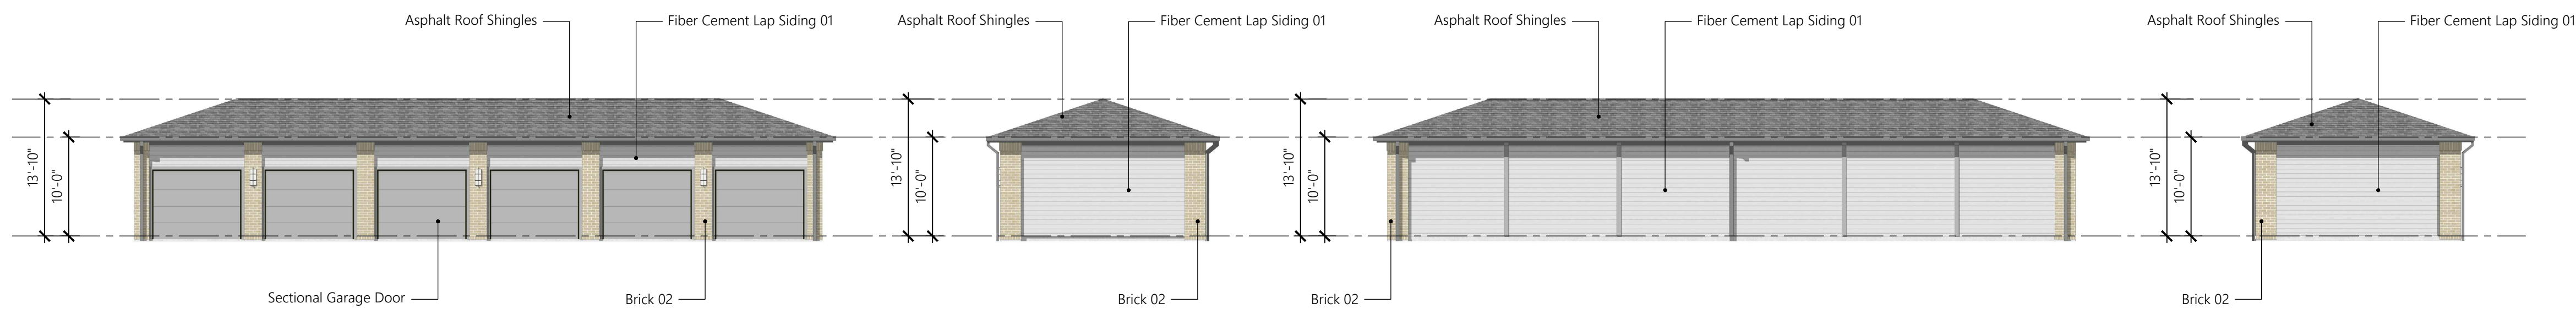 Asphalt Roof Shingles
Fiber Cement Lap Siding 01
13'-10"
10'-0"
Sectional Garage Door
Brick 02
Asphalt Roof Shingles
Fiber Cement Lap Siding 01
13'-10"
10'-0"
Brick 02
Asphalt Roof Shingles
Fiber Cement Lap Siding 01
13'-10"
10'-0"
Brick 02
Asphalt Roof Shingles
Fiber Cement Lap Siding 01
13'-10"
10'-0"
Brick 02